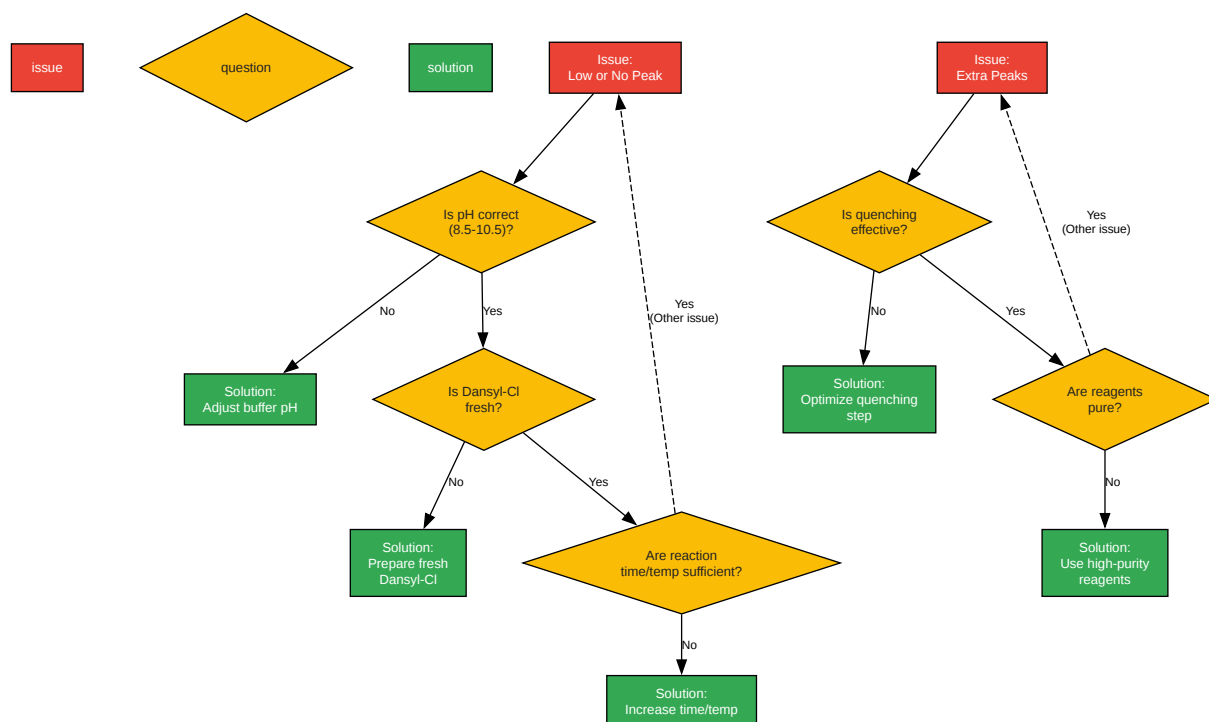 issue
question
solution
Issue:
Low or No Peak
Issue:
Extra Peaks
Is pH correct
(8.5-10.5)?
Is quenching
effective?
Yes
(Other issue)
Yes
(Other issue)
No
Yes
No
Yes
Solution:
Adjust buffer pH
Is Dansyl-Cl
fresh?
Solution:
Optimize quenching
step
Are reagents
pure?
No
Yes
No
Solution:
Prepare fresh
Dansyl-Cl
Are reaction
time/temp sufficient?
Solution:
Use high-purity
reagents
No
Solution:
Increase time/temp